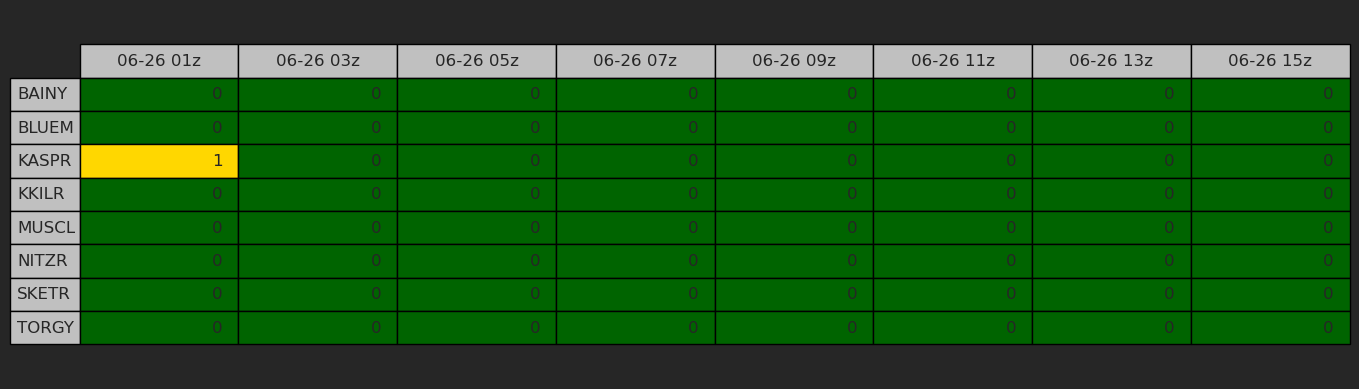 06-26 01z 06-26 03z 06-26 05z 06-26 07z 06-26 09z 06-26 11z 06-26 13z 06-26 15z
BAINY 0 0 0 0 0 0 0 0
BLUEM 0 0 0 0 0 0 0 0
KASPR 1 0 0 0 0 0 0 0
KKILR 0 0 0 0 0 0 0 0
MUSCL 0 0 0 0 0 0 0 0
NITZR 0 0 0 0 0 0 0 0
SKETR 0 0 0 0 0 0 0 0
TORGY 0 0 0 0 0 0 0 0